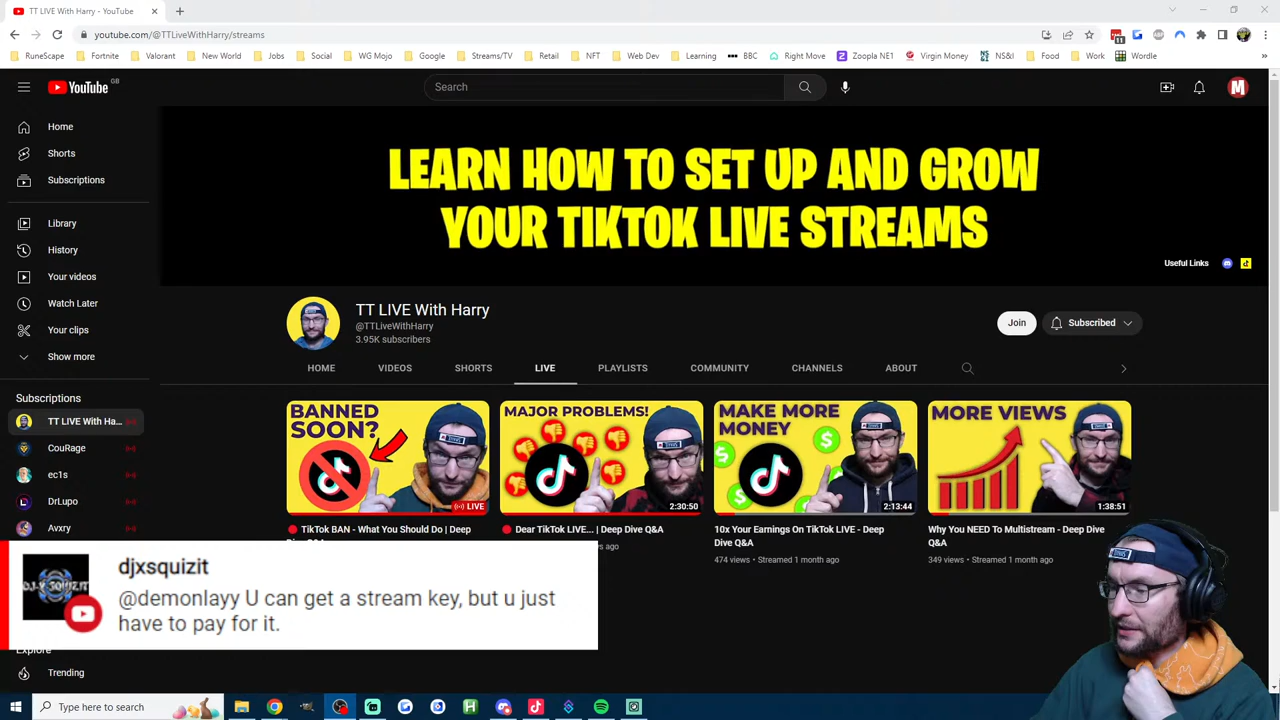 TT LIVE With Harry - YouTube
youtube.com/@TTLiveWithHarry/streams
11
RuneScape
Fortnite
Valorant
New World
Jobs
Social
WG Mojo
Google
Streams/TV
Retail
NFT
Web Dev
Learning
BBC
Right Move
Zoopla NE1
Virgin Money
NS&I
Food
Work
Wordle
YouTube GB
Search
M
Home
Shorts
Subscriptions
Library
History
Your videos
Watch Later
Your clips
Show more
Subscriptions
TT LIVE With Ha...
CouRage
ec1s
DrLupo
Avxry
Explore
Trending
LEARN HOW TO SET UP AND GROW
YOUR TIKTOK LIVE STREAMS
Useful Links
TT LIVE With Harry
@TTLiveWithHarry
3.95K subscribers
Join
Subscribed
HOME
VIDEOS
SHORTS
LIVE
PLAYLISTS
COMMUNITY
CHANNELS
ABOUT
BANNED
SOON?
LIVE
TikTok BAN - What You Should Do | Deep
MAJOR PROBLEMS!
2:30:50
Dear TikTok LIVE... | Deep Dive Q&A
ago
MAKE MORE
MONEY
2:13:44
10x Your Earnings On TikTok LIVE - Deep
Dive Q&A
474 views • Streamed 1 month ago
MORE VIEWS
1:38:51
Why You NEED To Multistream - Deep Dive
Q&A
349 views • Streamed 1 month ago
djxsquizit
@demonlayy U can get a stream key, but u just
have to pay for it.
Type here to search